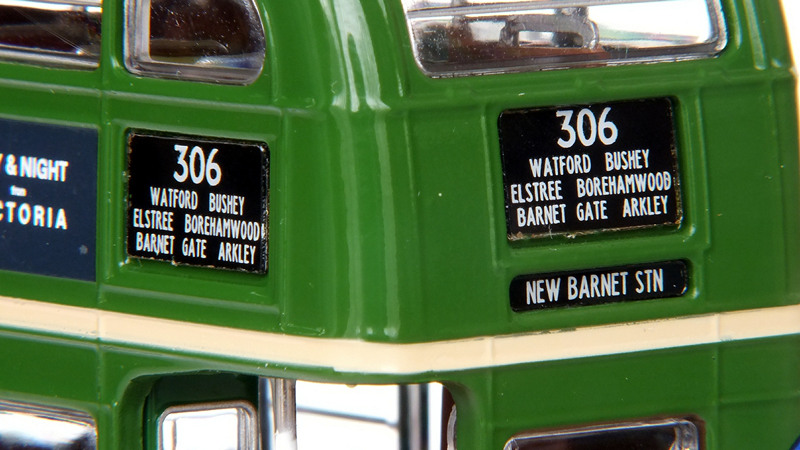 & NIGHT
from
306
WATFORD BUSHEY
ELSTREE BOREHAMWOOD
BARNET GATE ARKLEY
306
WATFORD BUSHEY
ELSTREE BOREHAMWOOD
BARNET GATE ARKLEY
NEW BARNET STN